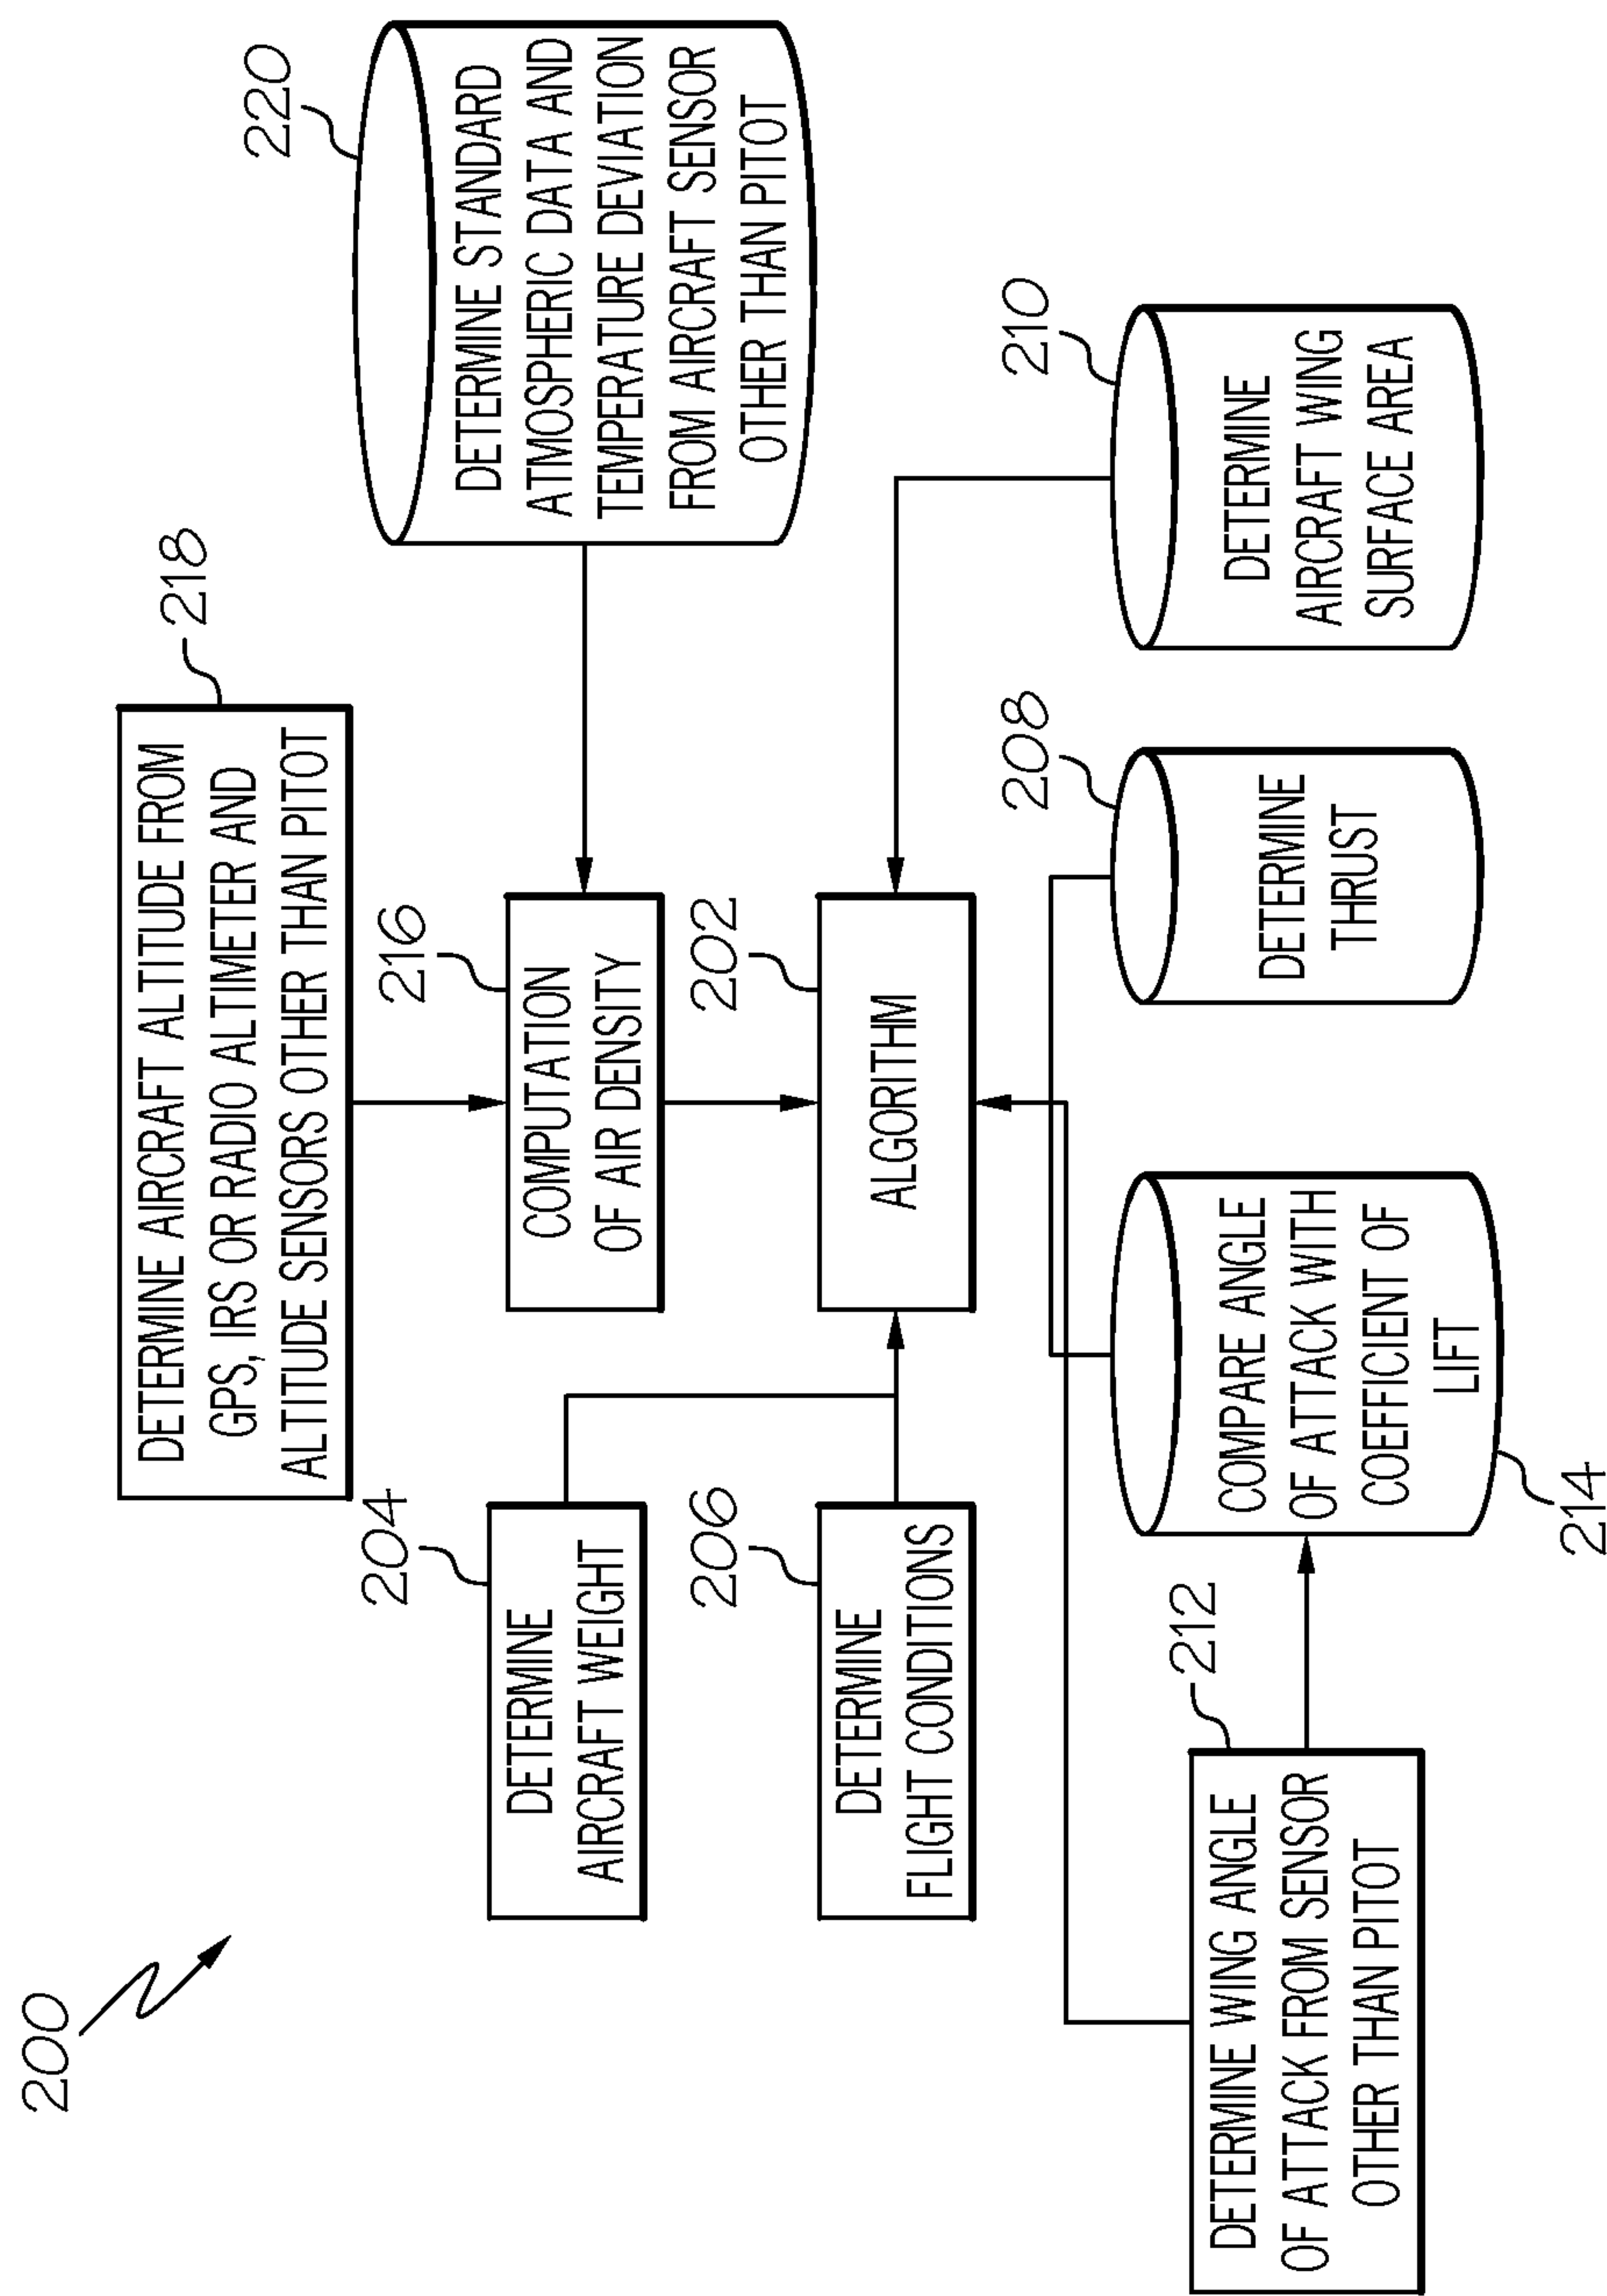 200
218
DETERMINE AIRCRAFT ALTITUDE FROM
GPS, IRS OR RADIO ALTIMETER AND
ALTITUDE SENSORS OTHER THAN PITOT
220
DETERMINE STANDARD
ATMOSPHERIC DATA AND
TEMPERATURE DEVIATION
FROM AIRCRAFT SENSOR
OTHER THAN PITOT
204
DETERMINE
AIRCRAFT WEIGHT
216
COMPUTATION
OF AIR DENSITY
206
DETERMINE
FLIGHT CONDITIONS
202
ALGORITHM
212
DETERMINE WING ANGLE
OF ATTACK FROM SENSOR
OTHER THAN PITOT
COMPARE ANGLE
OF ATTACK WITH
COEFFICIENT OF
LIFT
214
208
DETERMINE
THRUST
210
DETERMINE
AIRCRAFT WING
SURFACE AREA